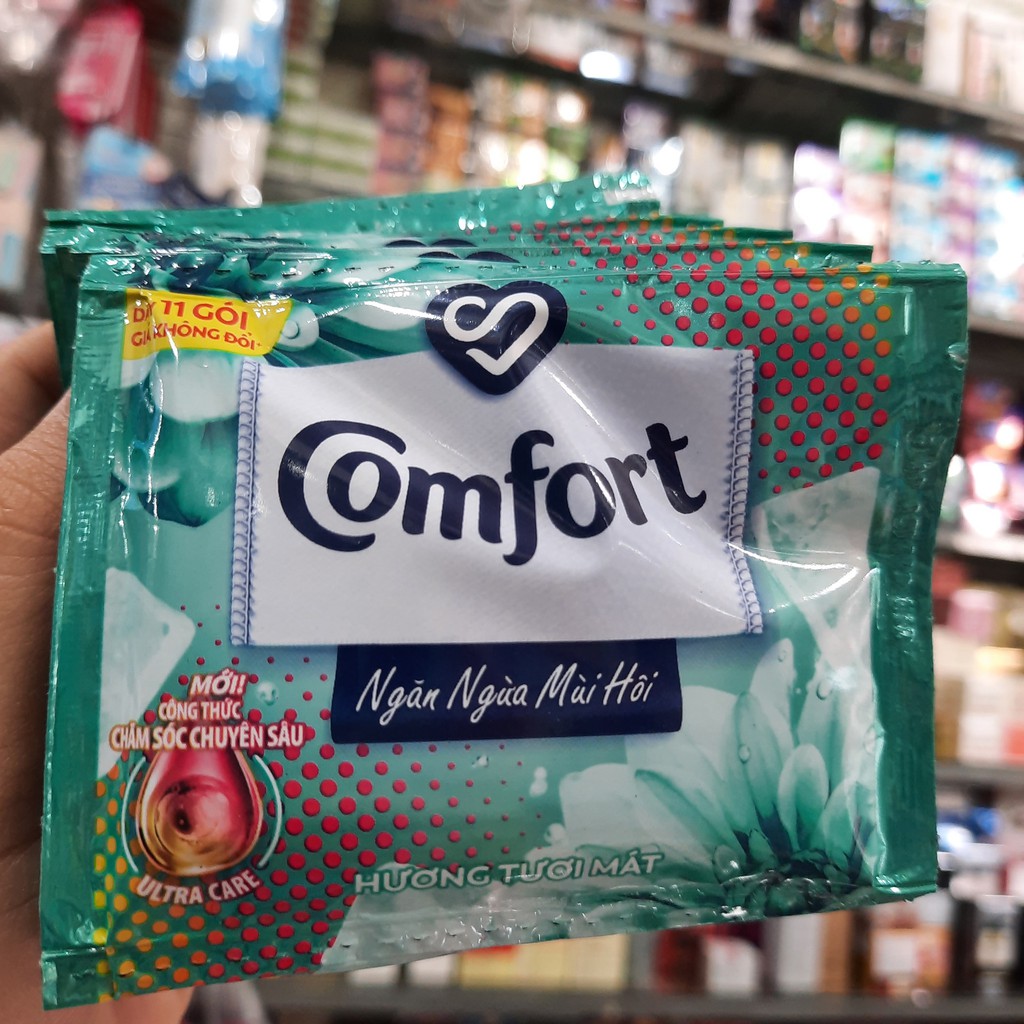 DÂY 11 GÓI
GIÁ KHÔNG ĐỔI
Comfort
Ngăn Ngừa Mùi Hôi
MỚI!
CÔNG THỨC
CHĂM SÓC CHUYÊN SÂU
ULTRA CARE
HƯƠNG TƯƠI MÁT